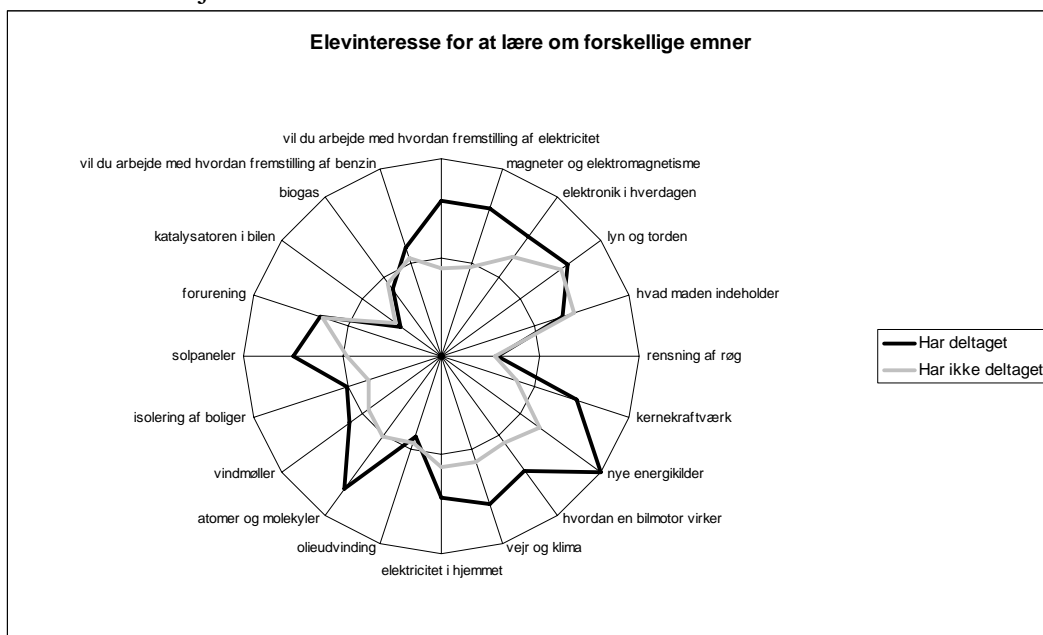 Elevinteresse for at lære om forskellige emner
vil du arbejde med hvordan fremstilling af elektricitet
vil du arbejde med hvordan fremstilling af benzin
magneter og elektromagnetisme
biogas
elektronik i hverdagen
katalysatoren i bilen
lyn og torden
forurening
hvad maden indeholder
solpaneler
rensning af røg
Har deltaget
Har ikke deltaget
isolering af boliger
kernekraftværk
vindmøller
nye energikilder
atomer og molekyler
hvordan en bilmotor virker
olieudvinding
vejr og klima
elektricitet i hjemmet